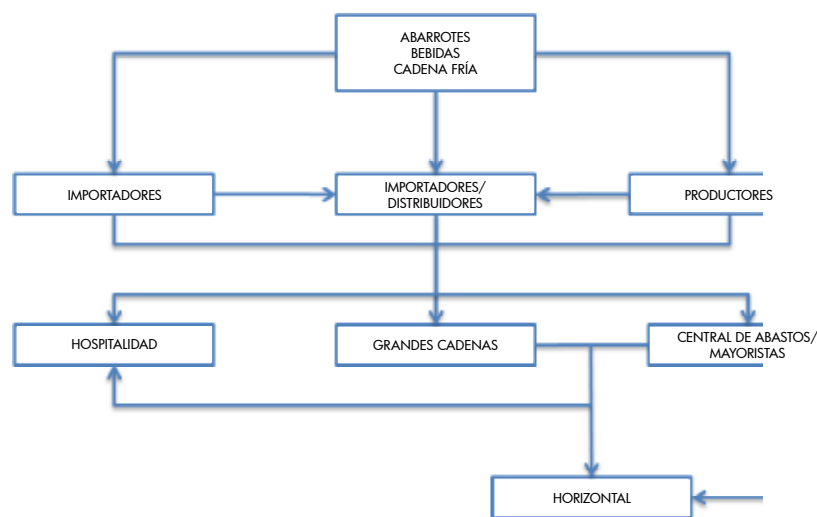 ABARROTES
BEBIDAS
CADENA FRÍA
IMPORTADORES
IMPORTADORES/
DISTRIBUIDORES
PRODUCTORES
HOSPITALIDAD
GRANDES CADENAS
CENTRAL DE ABASTOS/
MAYORISTAS
HORIZONTAL